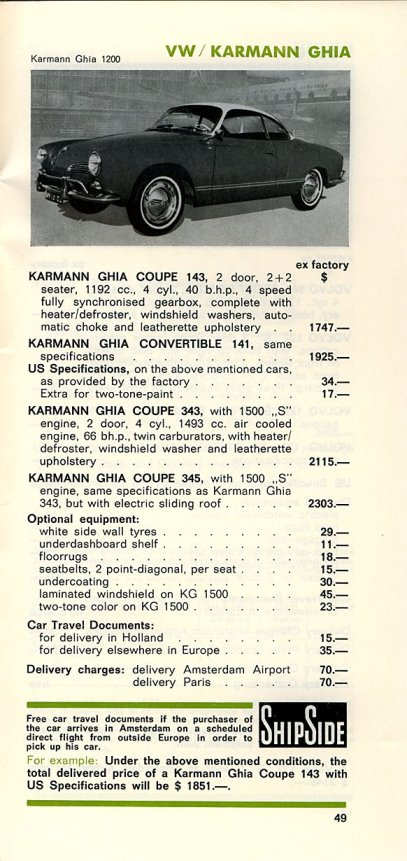 VW / KARMANN GHIA
Karmann Ghia 1200
ex factory
$
KARMANN GHIA COUPE 143, 2 door, 2+2
seater, 1192 cc., 4 cyl., 40 b.h.p., 4 speed
fully synchronised gearbox, complete with
heater/defroster, windshield washers, auto-
matic choke and leatherette upholstery . . 1747.—
KARMANN GHIA CONVERTIBLE 141, same
specifications . . . . . . . . . . . . 1925.—
US Specifications, on the above mentioned cars,
as provided by the factory . . . . . . . 34.—
Extra for two-tone-paint . . . . . . . . 17.—
KARMANN GHIA COUPE 343, with 1500 „S"
engine, 2 door, 4 cyl., 1493 cc. air cooled
engine, 66 bh.p., twin carburators, with heater/
defroster, windshield washer and leatherette
upholstery . . . . . . . . . . . . . 2115.—
KARMANN GHIA COUPE 345, with 1500 „S"
engine, same specifications as Karmann Ghia
343, but with electric sliding roof . . . . . 2303.—
Optional equipment:
white side wall tyres . . . . . . . . . 29.—
underdashboard shelf . . . . . . . . . 11.—
floorrugs . . . . . . . . . . . . . 18.—
seatbelts, 2 point-diagonal, per seat . . . . 15.—
undercoating . . . . . . . . . . . . 30.—
laminated windshield on KG 1500 . . . . 45.—
two-tone color on KG 1500 . . . . . . . 23.—
Car Travel Documents:
for delivery in Holland . . . . . . . . 15.—
for delivery elsewhere in Europe . . . . . 35.—
Delivery charges: delivery Amsterdam Airport 70.—
delivery Paris . . . . . 70.—
Free car travel documents if the purchaser of
the car arrives in Amsterdam on a scheduled
direct flight from outside Europe in order to
pick up his car.
SHIPSIDE
For example: Under the above mentioned conditions, the
total delivered price of a Karmann Ghia Coupe 143 with
US Specifications will be $ 1851.—.
49